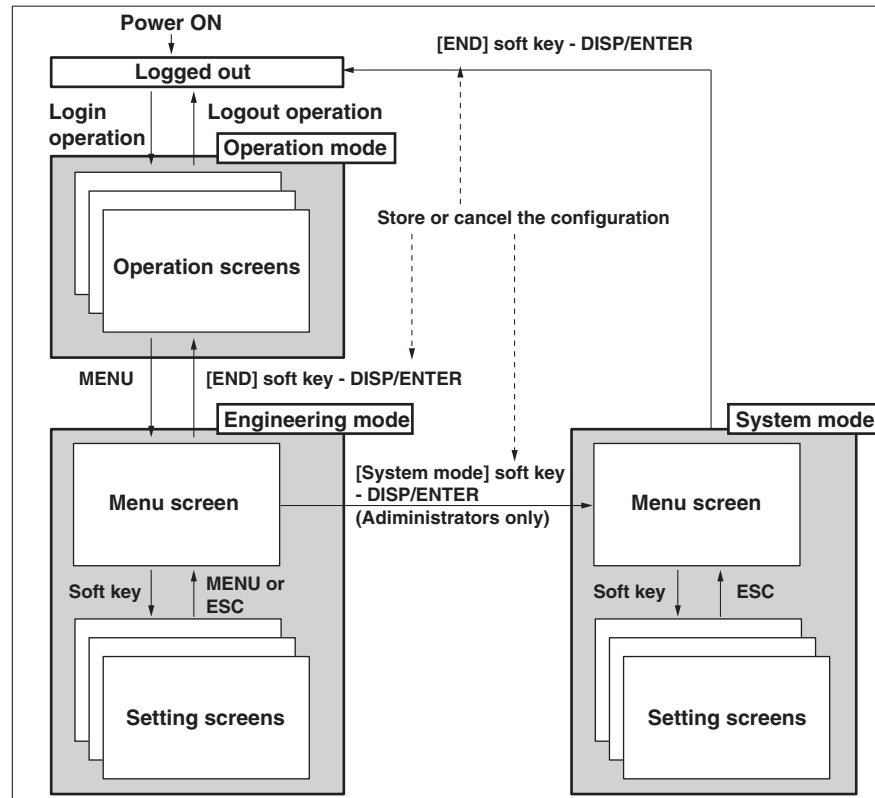 Power ON
[END] soft key - DISP/ENTER
Logged out
Login
operation
Logout operation
Operation mode
Store or cancel the configuration
Operation screens
MENU
[END] soft key - DISP/ENTER
Engineering mode
System mode
[System mode] soft key
- DISP/ENTER
(Adiministrators only)
Menu screen
Menu screen
Soft key
MENU or
ESC
Soft key
ESC
Setting screens
Setting screens